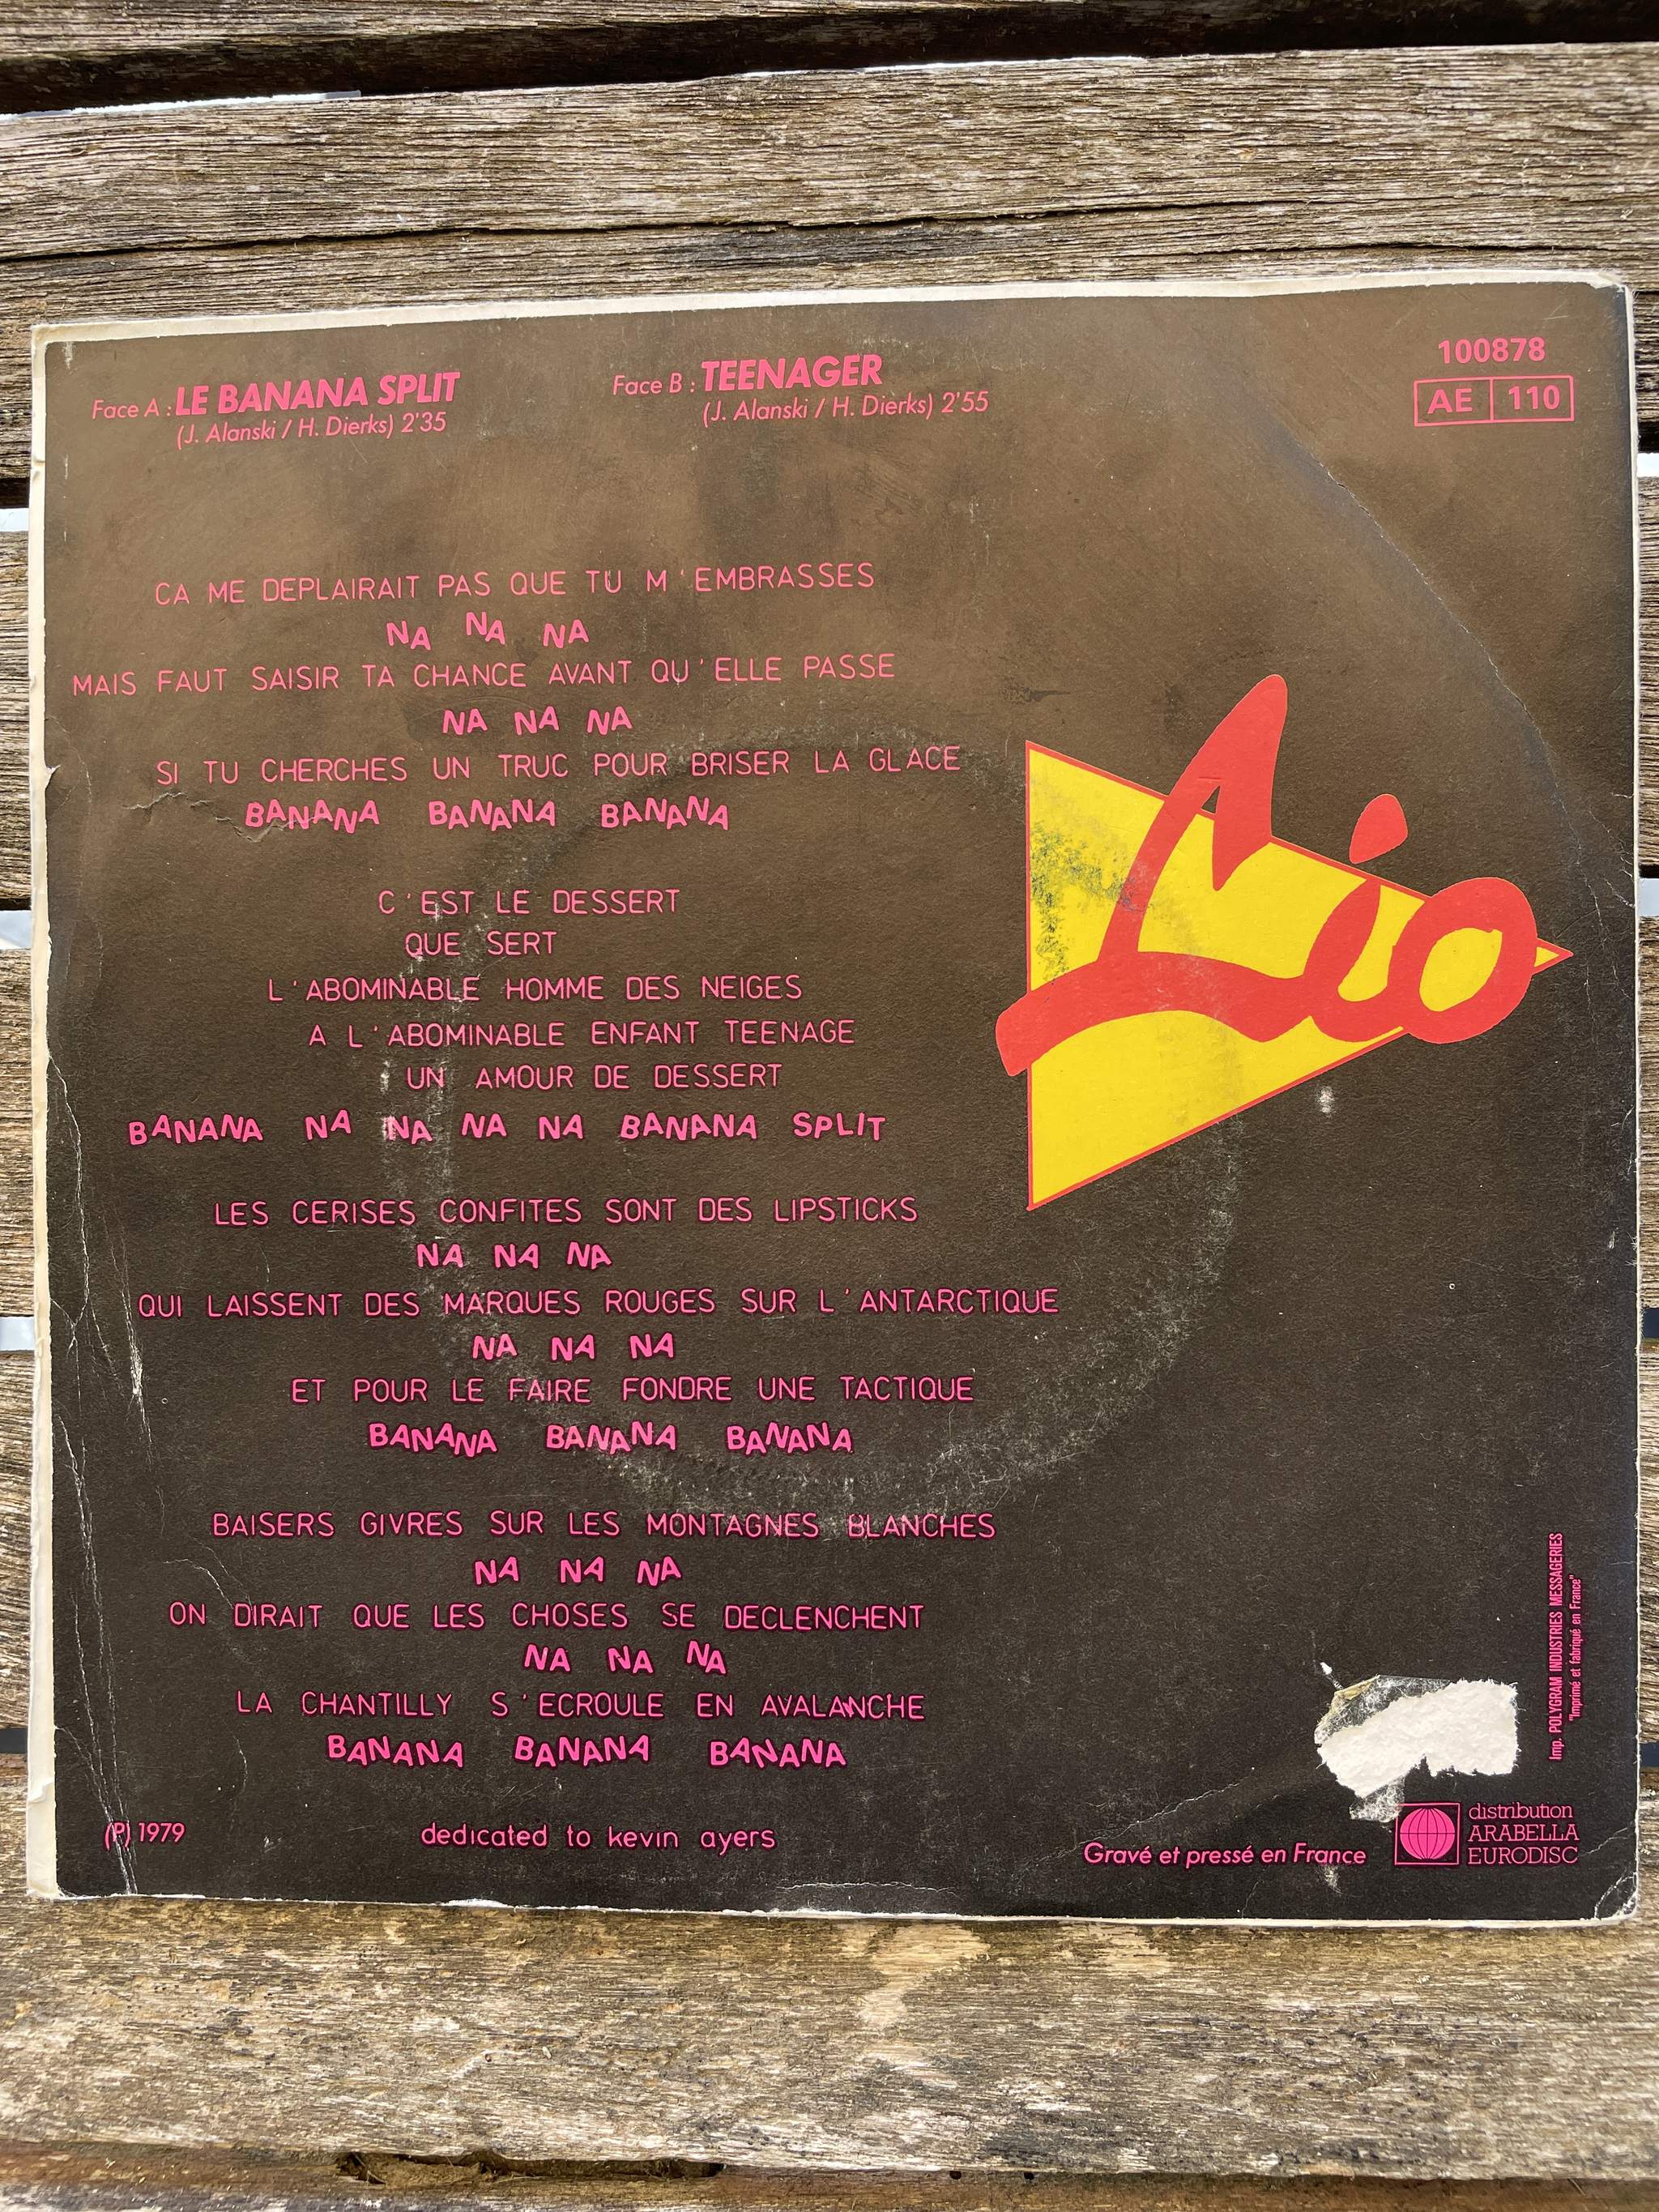 Face A : LE BANANA SPLIT
(J. Alanski / H. Dierks) 2'35
Face B : TEENAGER
(J. Alanski / H. Dierks) 2'55
100878
AE 110
CA ME DEPLAIRAIT PAS QUE TU M'EMBRASSES
NA NA NA
MAIS FAUT SAISIR TA CHANCE AVANT QU'ELLE PASSE
NA NA NA
SI TU CHERCHES UN TRUC POUR BRISER LA GLACE
BANANA BANANA BANANA
C'EST LE DESSERT
QUE SERT
L'ABOMINABLE HOMME DES NEIGES
A L'ABOMINABLE ENFANT TEENAGE
UN AMOUR DE DESSERT
BANANA NA NA NA NA BANANA SPLIT
Lio
LES CERISES CONFITES SONT DES LIPSTICKS
NA NA NA
QUI LAISSENT DES MARQUES ROUGES SUR L'ANTARCTIQUE
NA NA NA
ET POUR LE FAIRE FONDRE UNE TACTIQUE
BANANA BANANA BANANA
BAISERS GIVRES SUR LES MONTAGNES BLANCHES
NA NA NA
ON DIRAIT QUE LES CHOSES SE DECLENCHENT
NA NA NA
LA CHANTILLY S'ECROULE EN AVALANCHE
BANANA BANANA BANANA
(P) 1979
dedicated to kevin ayers
Gravé et pressé en France
distribution
ARABELLA
EURODISC
Imp. POLYGRAM INDUSTRIES MESSAGERIES
"Imprimé et fabriqué en France"